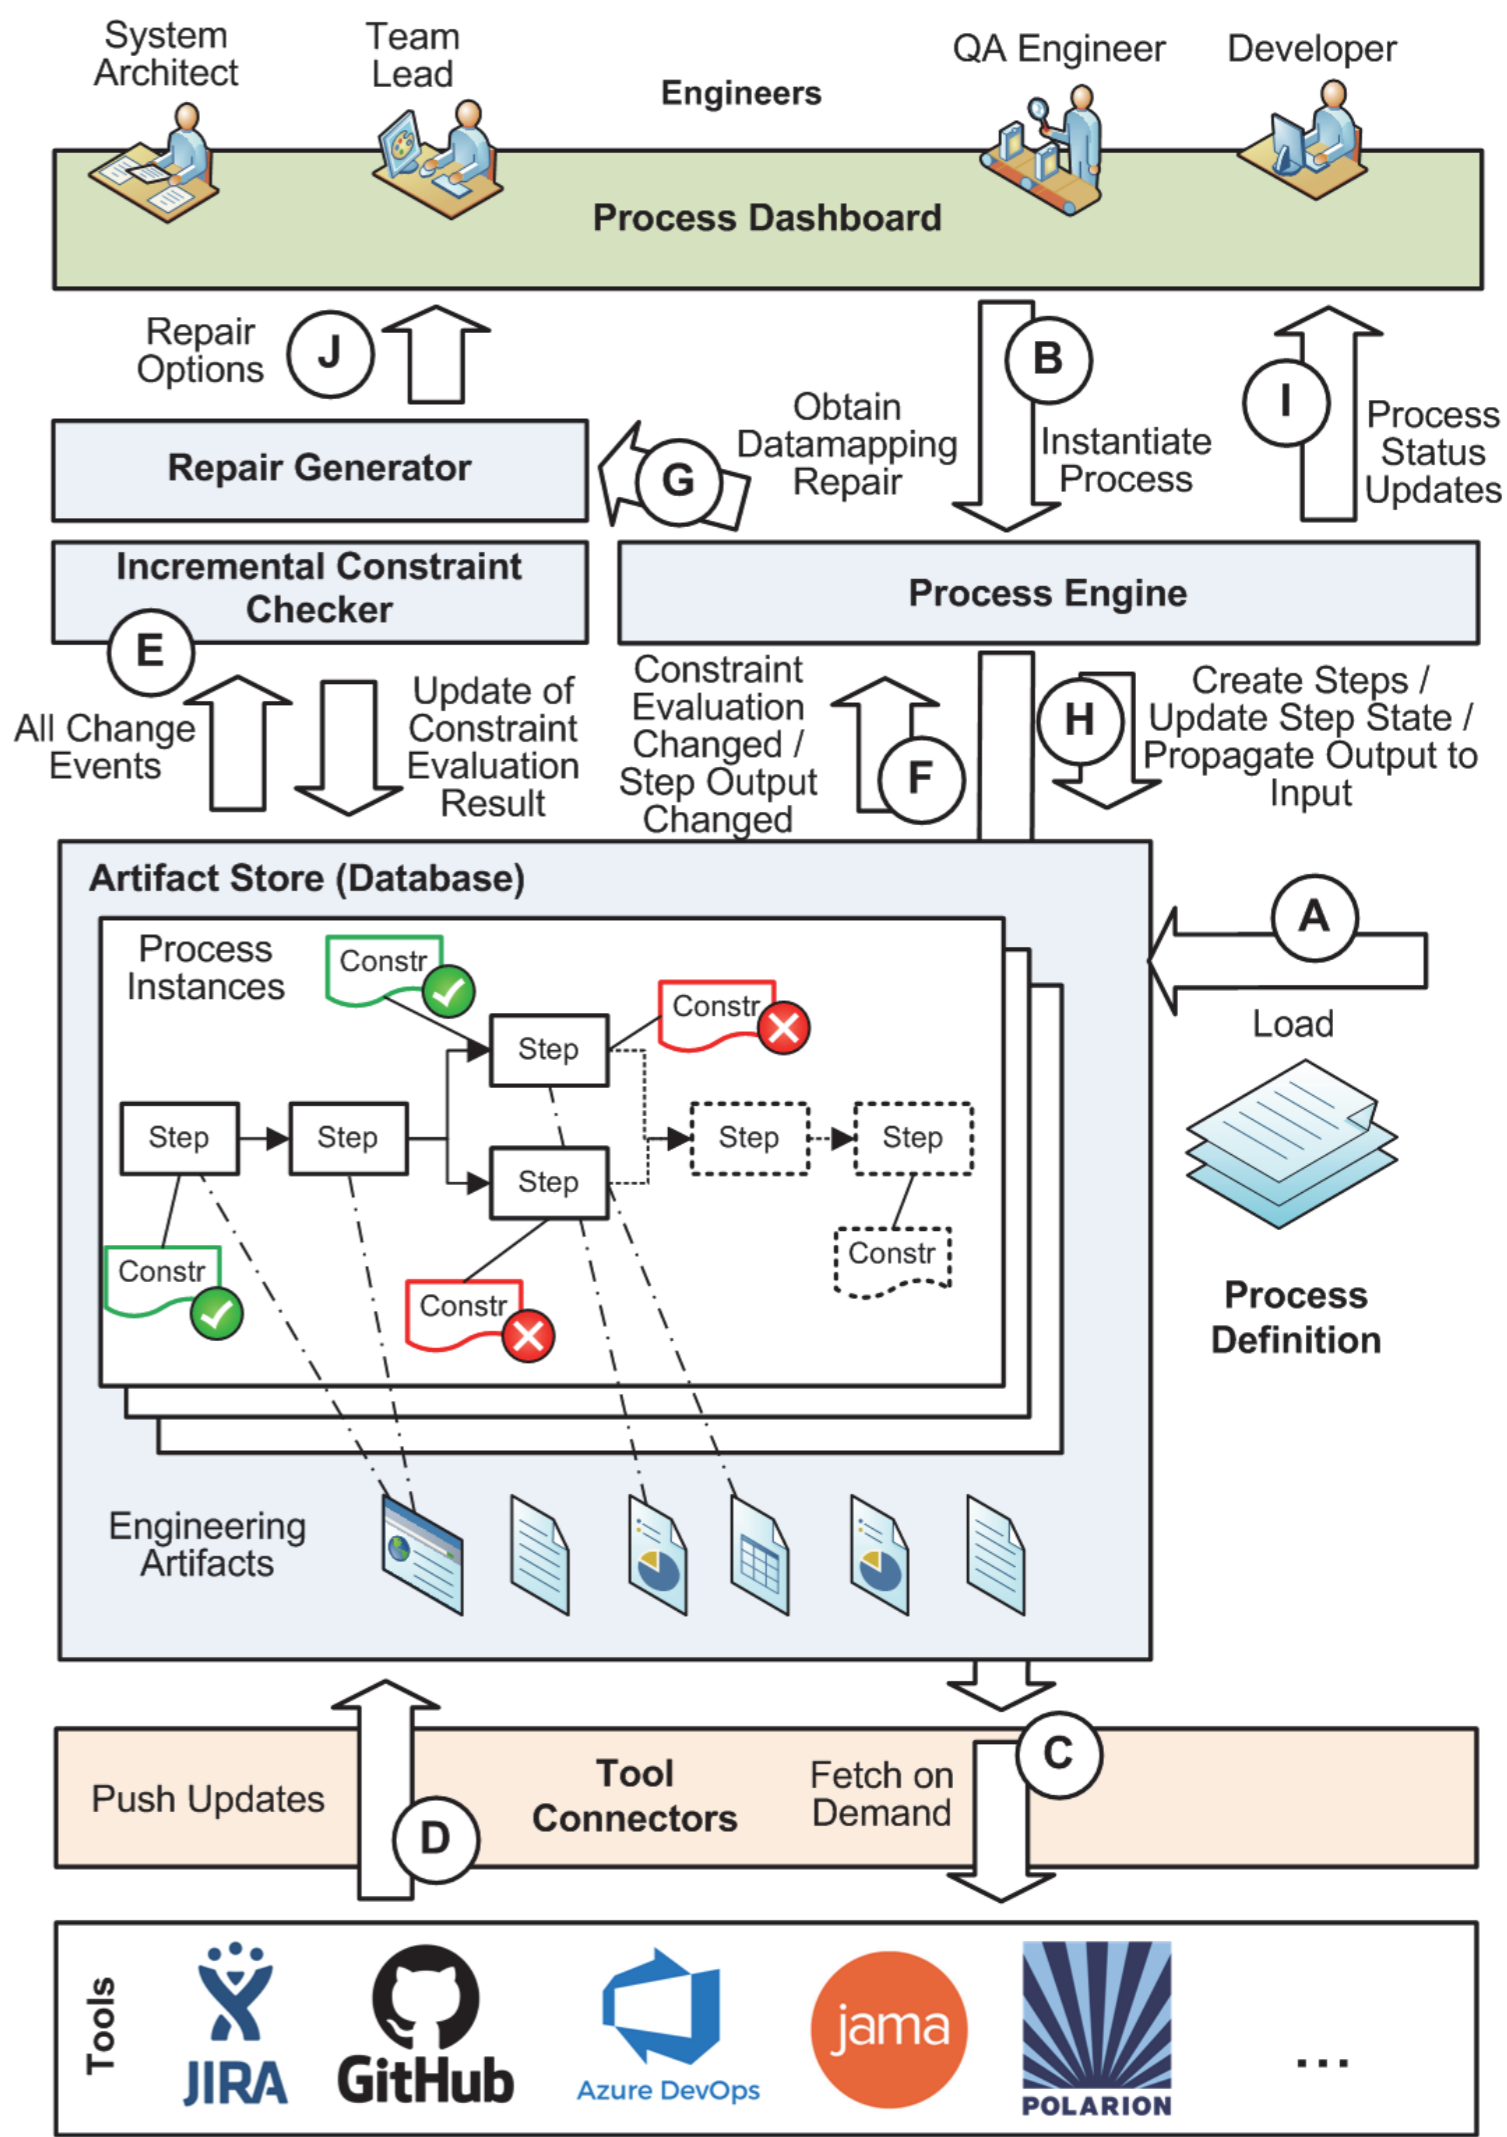 System
Architect
Team
Lead
Engineers
QA Engineer
Developer
Process Dashboard
Repair
Options
J
B
I
Obtain
Datamapping
Repair
Instantiate
Process
Process
Status
Updates
Repair Generator
G
Incremental Constraint
Checker
Process Engine
E
All Change
Events
Update of
Constraint
Evaluation
Result
Constraint
Evaluation
Changed /
Step Output
Changed
F
H
Create Steps /
Update Step State /
Propagate Output to
Input
Artifact Store (Database)
A
Load
Process
Instances
Constr
Constr
Step
Step
Step
Step
Step
Step
Constr
Constr
Constr
Process
Definition
Engineering
Artifacts
Push Updates
D
Tool
Connectors
Fetch on
Demand
C
Tools
JIRA
GitHub
Azure DevOps
jama
POLARION
...